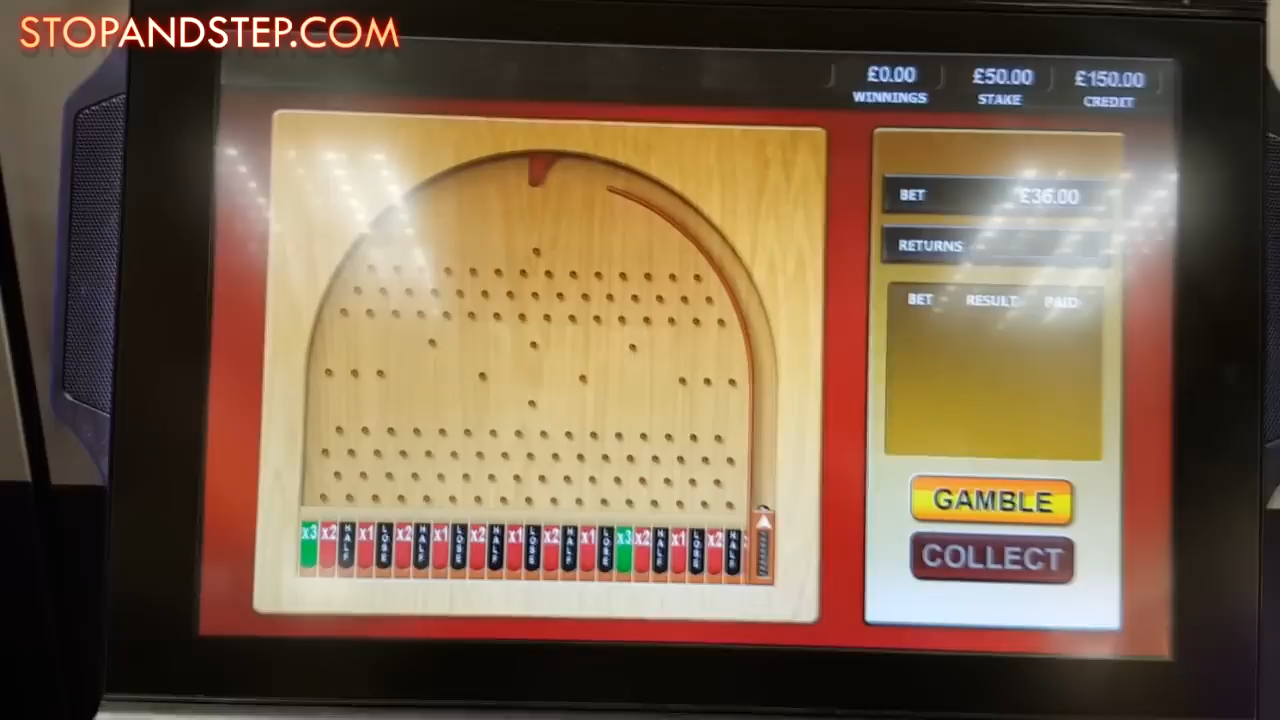 STOPANDSTEP.COM
£0.00 £50.00 £150.00
WINNINGS STAKE CREDIT
BET £36.00
RETURNS
BET RESULT PAID
GAMBLE
COLLECT
x3 x2 HALF x1 LOSE x2 HALF x1 LOSE x2 HALF x1 LOSE x2 HALF x1 LOSE x3 x2 HALF x1 LOSE x2 HALF